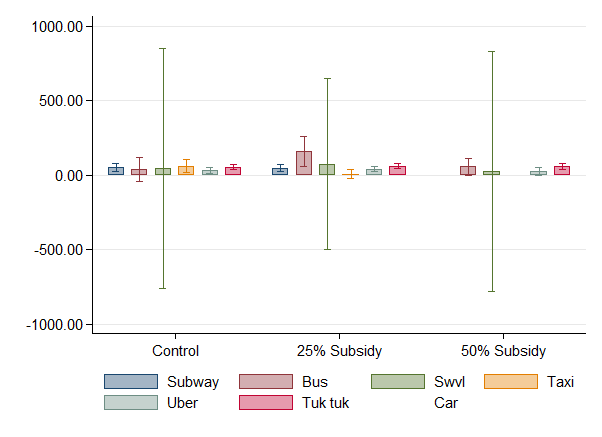 1000.00
500.00
0.00
-500.00
-1000.00
Control 25% Subsidy 50% Subsidy
Subway Bus Swvl Taxi
Uber Tuk tuk Car